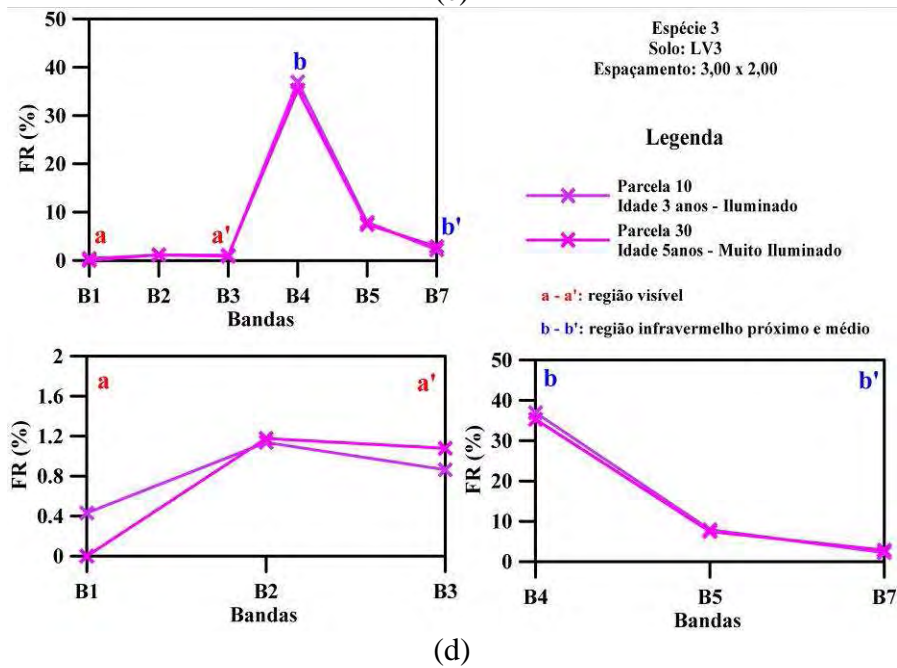 50
40
30
20
10
0
FR (%)
a
a'
b
b'
B1
B2
B3
B4
B5
B7
Bandas
Espécie 3
Solo: LV3
Espaçamento: 3,00 x 2,00
Legenda
Parcela 10
Idade 3 anos - Iluminado
Parcela 30
Idade 5anos - Muito Iluminado
a - a': região visível
b - b': região infravermelho próximo e médio
2
1.6
1.2
0.8
0.4
0
FR (%)
a
a'
B1
B2
B3
Bandas
50
40
30
20
10
0
FR (%)
b
b'
B4
B5
B7
Bandas
(d)